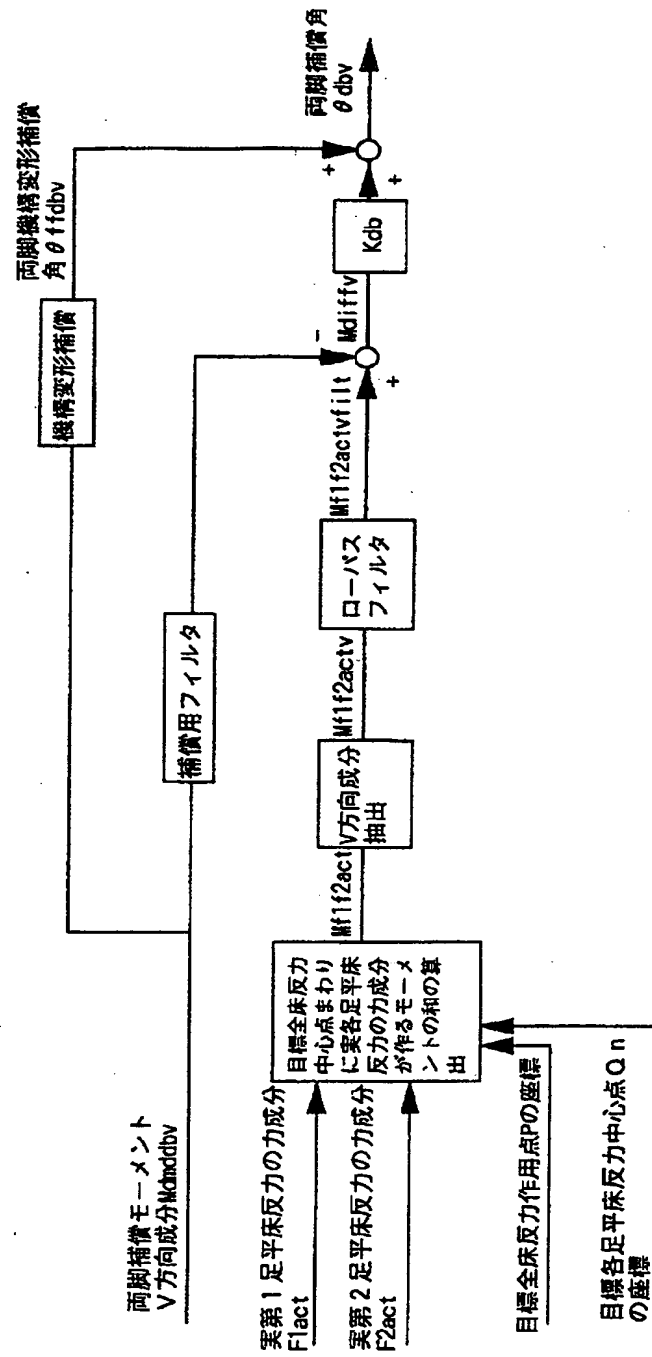 両脚補償モーメント
V方向成分Mdmddbv
機構変形補償
両脚機構変形補償
角θffdbv
補償用フィルタ
実第1足平床反力の力成分
F1act
実第2足平床反力の力成分
F2act
目標全床反力作用点Pの座標
目標各足平床反力中心点Qn
の座標
目標全床反力
中心点まわり
に実各足平床
反力の力成分
が作るモーメ
ントの和の算
出
Mf1f2act
V方向成分
抽出
Mf1f2actv
ローパス
フィルタ
Mf1f2actvfilt
+
-
Mdiffv
Kdb
+
+
両脚補償角
θdbv